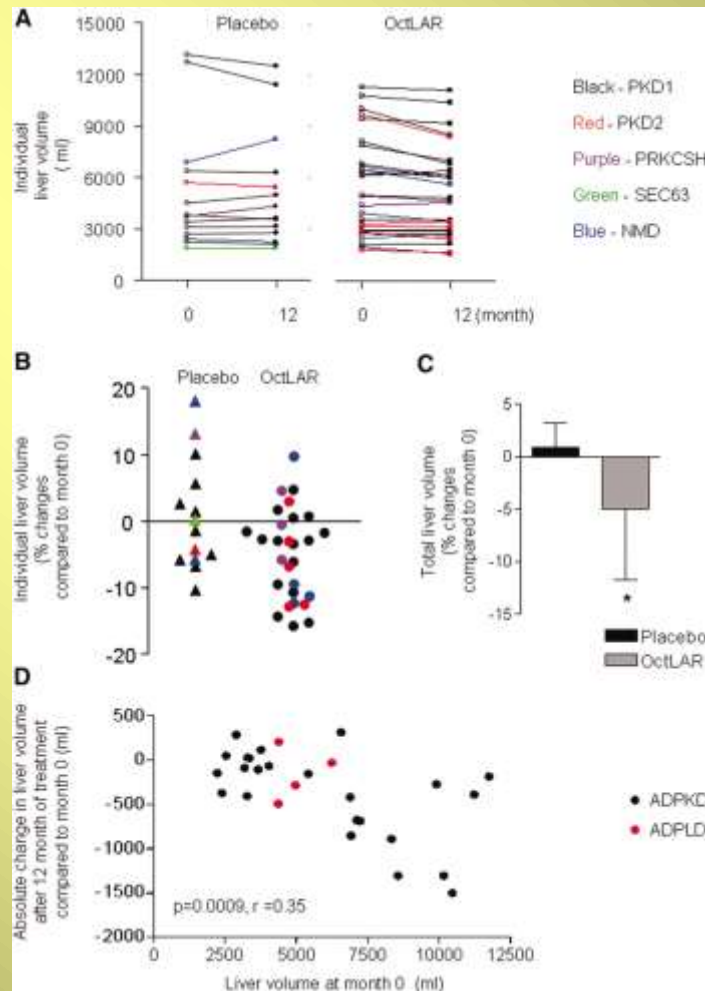 A
Placebo
OctLAR
Individual
liver volume
( ml)
15000
12000
9000
6000
3000
0
0
12
0
12 (month)
Black - PKD1
Red - PKD2
Purple - PRKCSH
Green - SEC63
Blue - NMD
B
Placebo
OctLAR
Individual liver volume
(% changes
compared to month 0)
20
10
0
-10
-20
C
Total liver volume
(% changes
compared to month 0)
5
0
-5
-10
-15
*
Placebo
OctLAR
D
Absolute change in liver volume
after 12 month of treatment
compared to month 0 (ml)
500
0
-500
-1000
-1500
-2000
p=0.0009, r =0.35
0
2500
5000
7500
10000
12500
Liver volume at month 0 (ml)
ADPKD
ADPLD